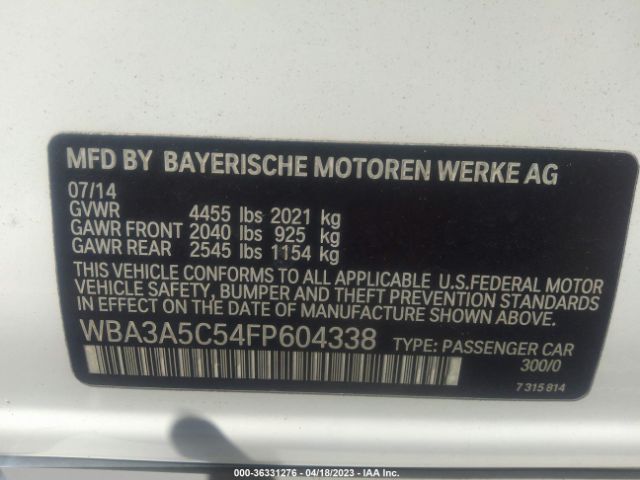 MFD BY BAYERISCHE MOTOREN WERKE AG
07/14
GVWR 4455 lbs 2021 kg
GAWR FRONT 2040 lbs 925 kg
GAWR REAR 2545 lbs 1154 kg
THIS VEHICLE CONFORMS TO ALL APPLICABLE U.S.FEDERAL MOTOR
VEHICLE SAFETY, BUMPER AND THEFT PREVENTION STANDARDS
IN EFFECT ON THE DATE OF MANUFACTURE SHOWN ABOVE.
WBA3A5C54FP604338 TYPE: PASSENGER CAR
300/0
7 315 814
000-36331276 - 04/18/2023 - IAA Inc.